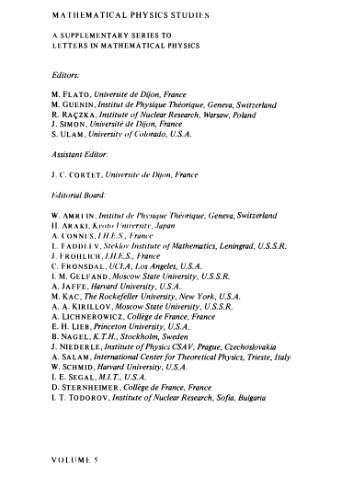 MATHEMATICAL PHYSICS STUDIES
A SUPPLEMENTARY SERIES TO
LETTERS IN MATHEMATICAL PHYSICS
Editors:
M. FLATO, Université de Dijon, France
M. GUENIN, Institut de Physique Théorique, Geneva, Switzerland
R. RĄCZKA, Institute of Nuclear Research, Warsaw, Poland
J. SIMON, Université de Dijon, France
S. ULAM, University of Colorado, U.S.A.
Assistant Editor:
J. C. CORTET, Université de Dijon, France
Editorial Board:
W. AMREIN, Institut de Physique Théorique, Geneva, Switzerland
H. ARAKI, Kyoto University, Japan
A. CONNES, I.H.E.S., France
L. FADDEEV, Steklov Institute of Mathematics, Leningrad, U.S.S.R.
J. FRÖHLICH, I.H.E.S., France
C. FRONSDAL, UCLA, Los Angeles, U.S.A.
I. M. GELFAND, Moscow State University, U.S.S.R.
A. JAFFE, Harvard University, U.S.A.
M. KAC, The Rockefeller University, New York, U.S.A.
A. A. KIRILLOV, Moscow State University, U.S.S.R.
A. LICHNEROWICZ, Collège de France, France
E. H. LIEB, Princeton University, U.S.A.
B. NAGEL, K.T.H., Stockholm, Sweden
J. NIEDERLE, Institute of Physics CSAV, Prague, Czechoslovakia
A. SALAM, International Center for Theoretical Physics, Trieste, Italy
W. SCHMID, Harvard University, U.S.A.
I. E. SEGAL, M.I.T., U.S.A.
D. STERNHEIMER, Collège de France, France
I. T. TODOROV, Institute of Nuclear Research, Sofia, Bulgaria
VOLUME 5